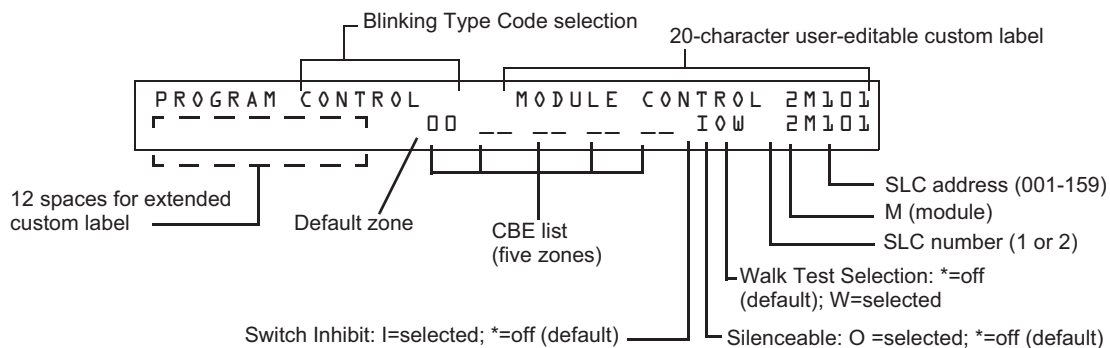 Blinking Type Code selection
20-character user-editable custom label
PROGRAM CONTROL MODULE CONTROL 2M101
00 __ __ __ __ IOW 2M101
12 spaces for extended
custom label
Default zone
CBE list
(five zones)
SLC address (001-159)
M (module)
SLC number (1 or 2)
Walk Test Selection: *=off
(default); W=selected
Switch Inhibit: I=selected; *=off (default)
Silenceable: O =selected; *=off (default)